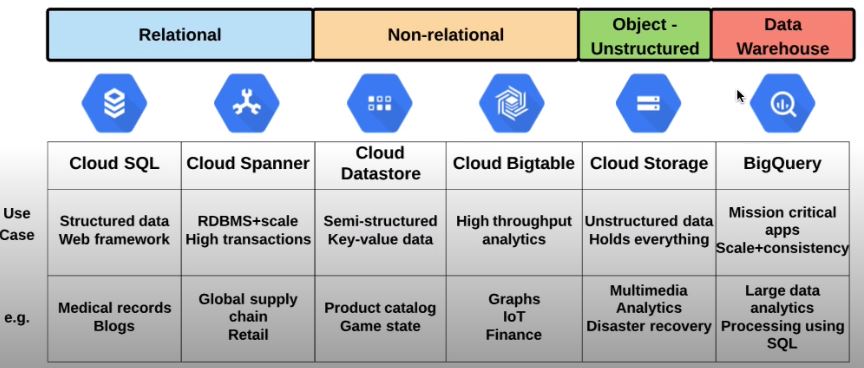 Relational
Non-relational
Object -
Unstructured
Data
Warehouse
Cloud SQL
Cloud Spanner
Cloud
Datastore
Cloud Bigtable
Cloud Storage
BigQuery
Use
Case
Structured data
Web framework
RDBMS+scale
High transactions
Semi-structured
Key-value data
High throughput
analytics
Unstructured data
Holds everything
Mission critical
apps
Scale+consistency
e.g.
Medical records
Blogs
Global supply
chain
Retail
Product catalog
Game state
Graphs
IoT
Finance
Multimedia
Analytics
Disaster recovery
Large data
analytics
Processing using
SQL